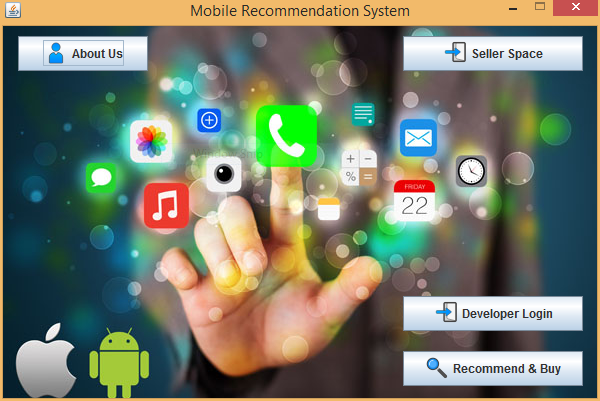 Mobile Recommendation System
About Us
Seller Space
FRIDAY
22
Developer Login
Recommend & Buy